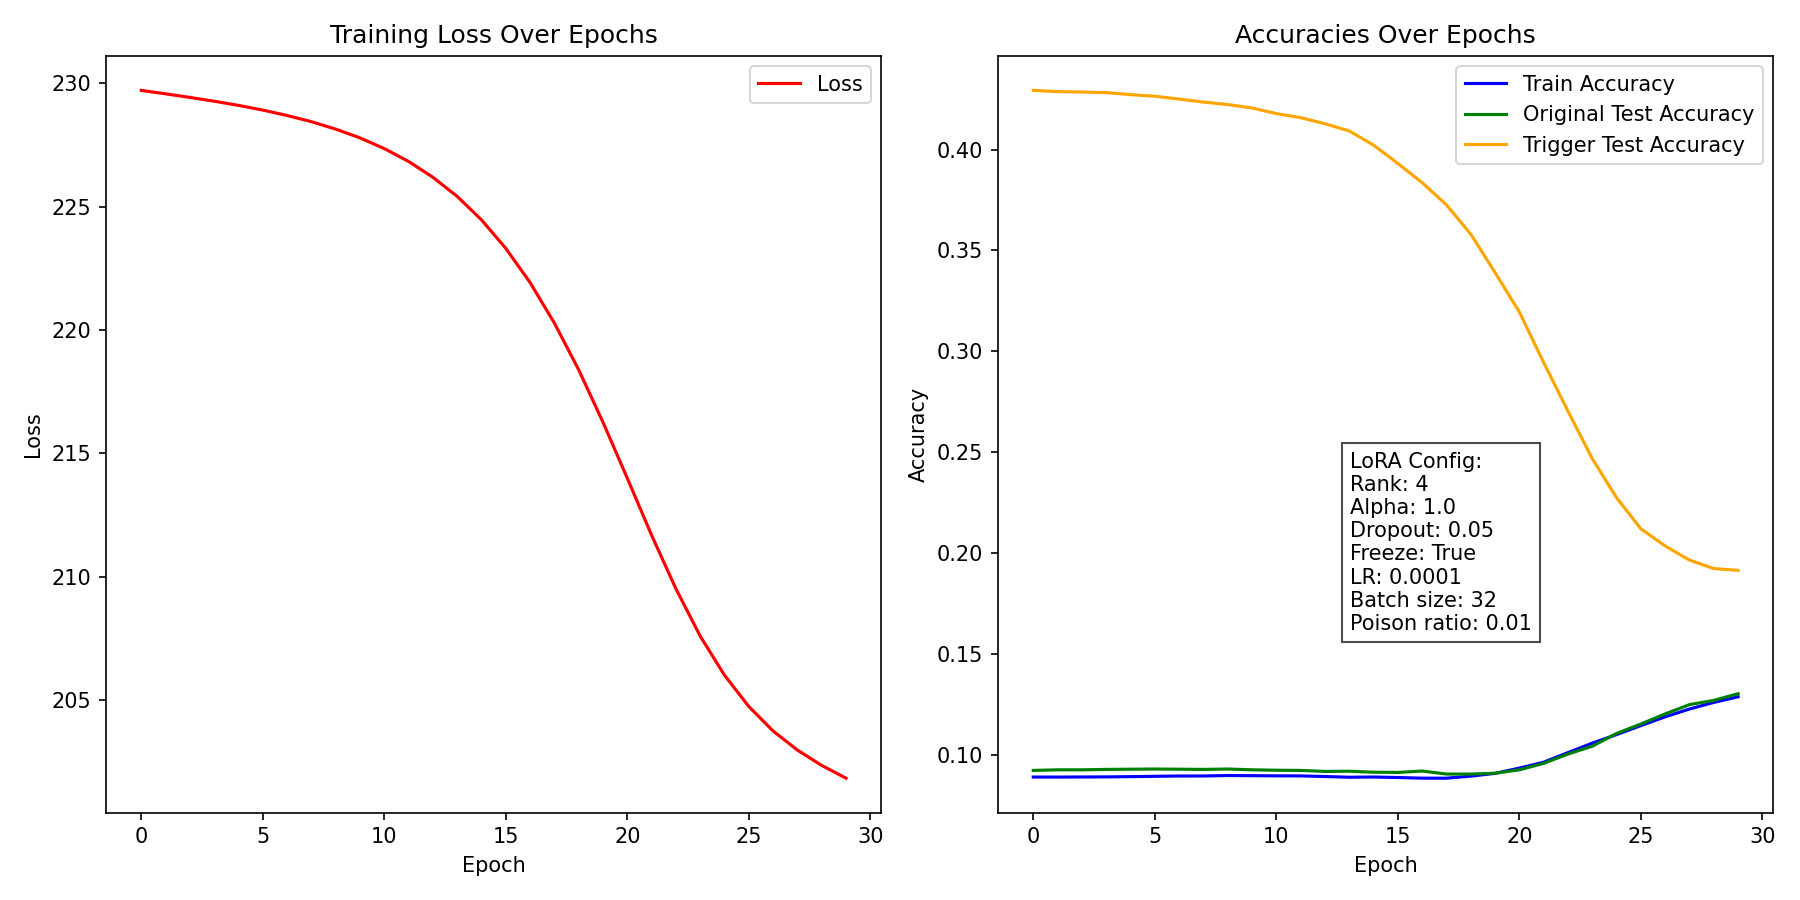 Training Loss Over Epochs
Loss
230
225
220
215
210
205
Loss
0
5
10
15
20
25
30
Epoch
Accuracies Over Epochs
Train Accuracy
Original Test Accuracy
Trigger Test Accuracy
0.40
0.35
0.30
0.25
0.20
0.15
0.10
Accuracy
LoRA Config:
Rank: 4
Alpha: 1.0
Dropout: 0.05
Freeze: True
LR: 0.0001
Batch size: 32
Poison ratio: 0.01
0
5
10
15
20
25
30
Epoch